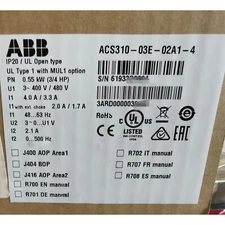 ABB
ACS310-03E-02A1-4
IP20 / UL Open type
UL Type 1 with MUL1 option
PN 0.55 kW (3/4 HP)
S/N
U1 3~ 400 V / 480 V
I1 4.0 A / 3.3 A
I1 with ext. choke 2.0 A / 1.7 A
f1 48...63 Hz
U2 3~ 0...U1 V
I2 2.1 A
f2 0...500 Hz
RoHS
UL
LISTED
J400 AOP Area1
J404 BOP
J416 AOP Area2
R700 EN manual
R701 DE manual
R702 IT manual
R707 FR manual
R708 ES manual